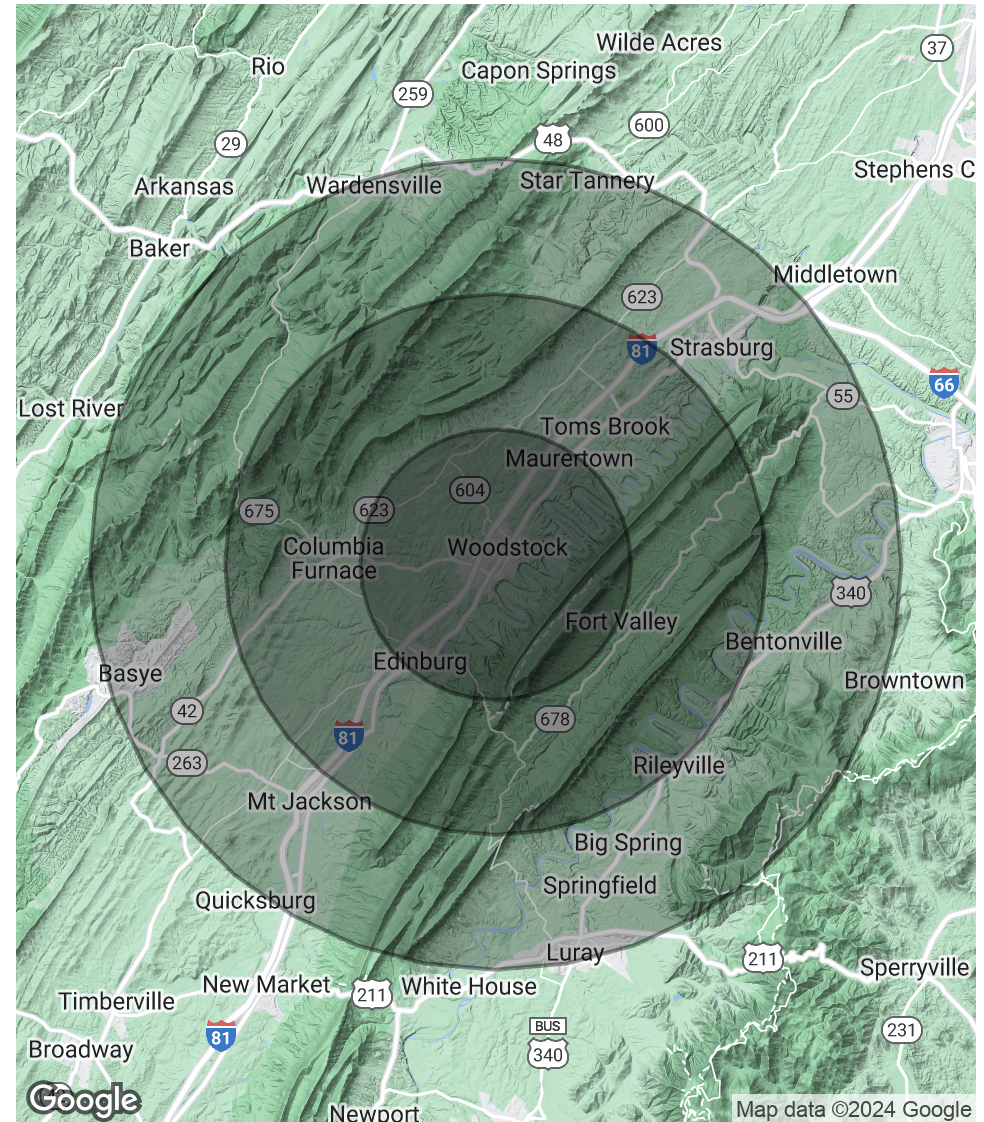 Wilde Acres
37
Rio
Capon Springs
259
600
48
29
Stephens C
Arkansas
Wardensville
Star Tannery
Baker
Middletown
623
81
Strasburg
66
55
Lost River
Toms Brook
Maurertown
604
675
623
Columbia
Furnace
Woodstock
340
Fort Valley
Bentonville
Edinburg
Basye
Browntown
42
678
81
263
Rileyville
Mt Jackson
Big Spring
Springfield
Quicksburg
Luray
211
Sperryville
New Market
White House
211
Timberville
BUS
340
231
81
Broadway
Google
Newport
Map data ©2024 Google